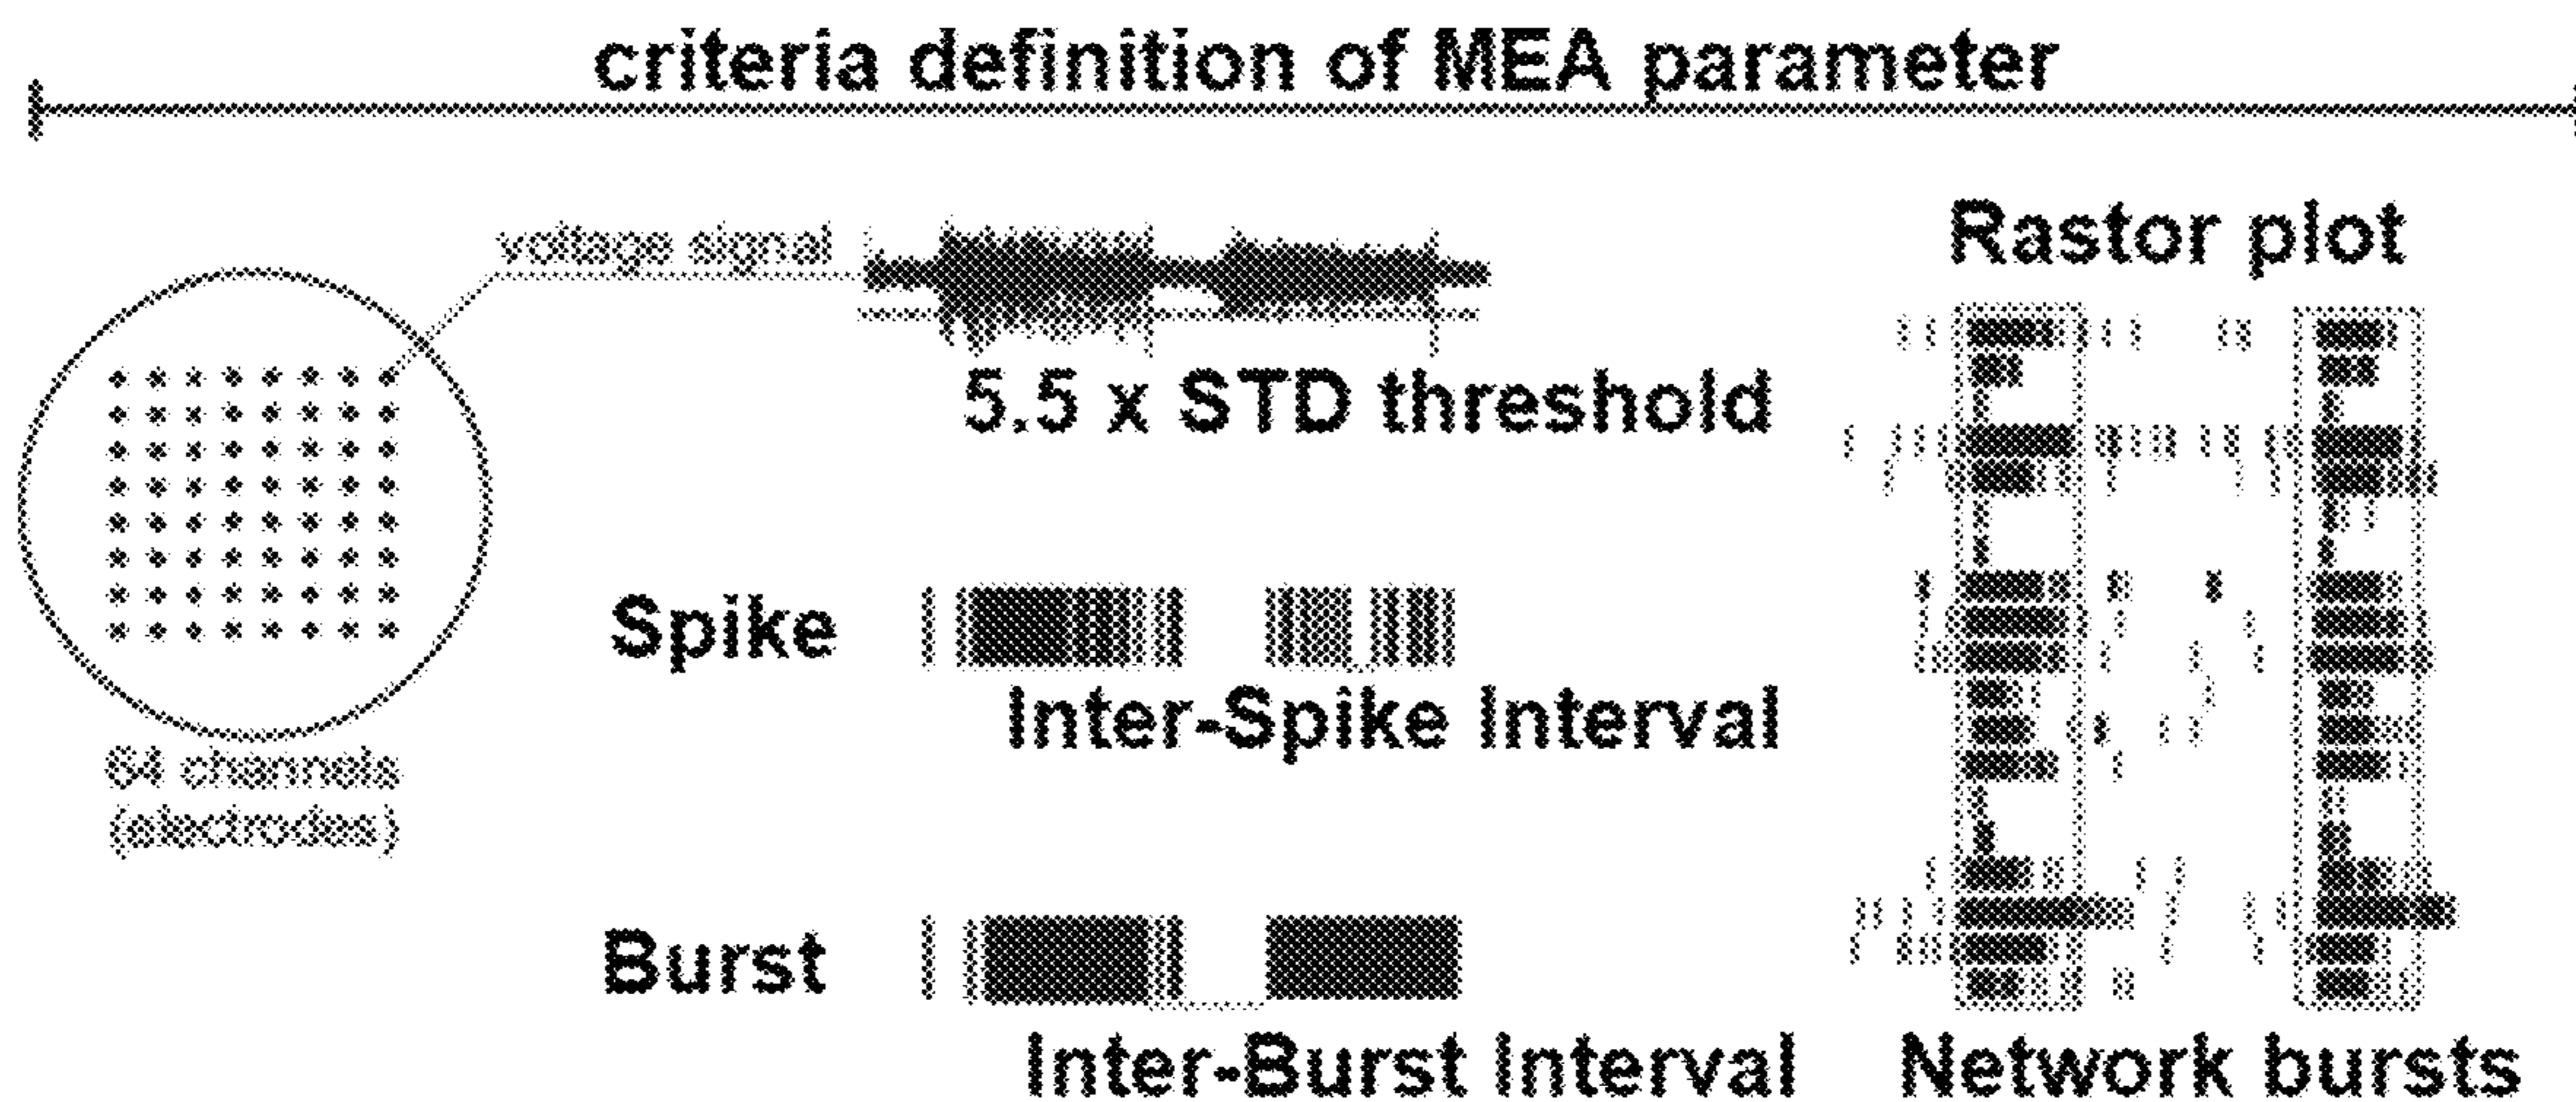 criteria definition of MEA parameter
voltage signal
Rastor plot
5.5 x STD threshold
Spike
Inter-Spike Interval
64 channels
(electrodes)
Burst
Inter-Burst Interval
Network bursts